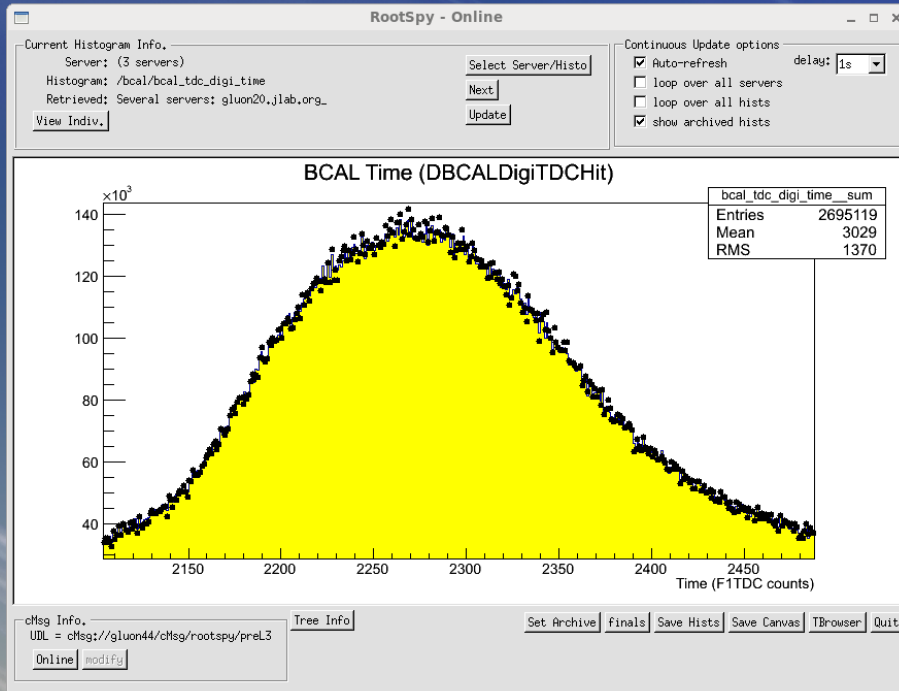 RootSpy - Online
Current Histogram Info.
Server: (3 servers)
Histogram: /bcal/bcal_tdc_digi_time
Retrieved: Several servers: gluon20.jlab.org_
View Indiv.
Select Server/Histo
Next
Update
Continuous Update options
Auto-refresh
delay: 1s
loop over all servers
loop over all hists
show archived hists
BCAL Time (DBCALDigiTDCHit)
×10³
bcal_tdc_digi_time__sum
Entries 2695119
Mean 3029
RMS 1370
140
120
100
80
60
40
2150 2200 2250 2300 2350 2400 2450
Time (F1TDC counts)
cMsg Info.
UDL = cMsg://gluon44/cMsg/rootspy/preL3
Online modify
Tree Info
Set Archive finals Save Hists Save Canvas TBrowser Quit